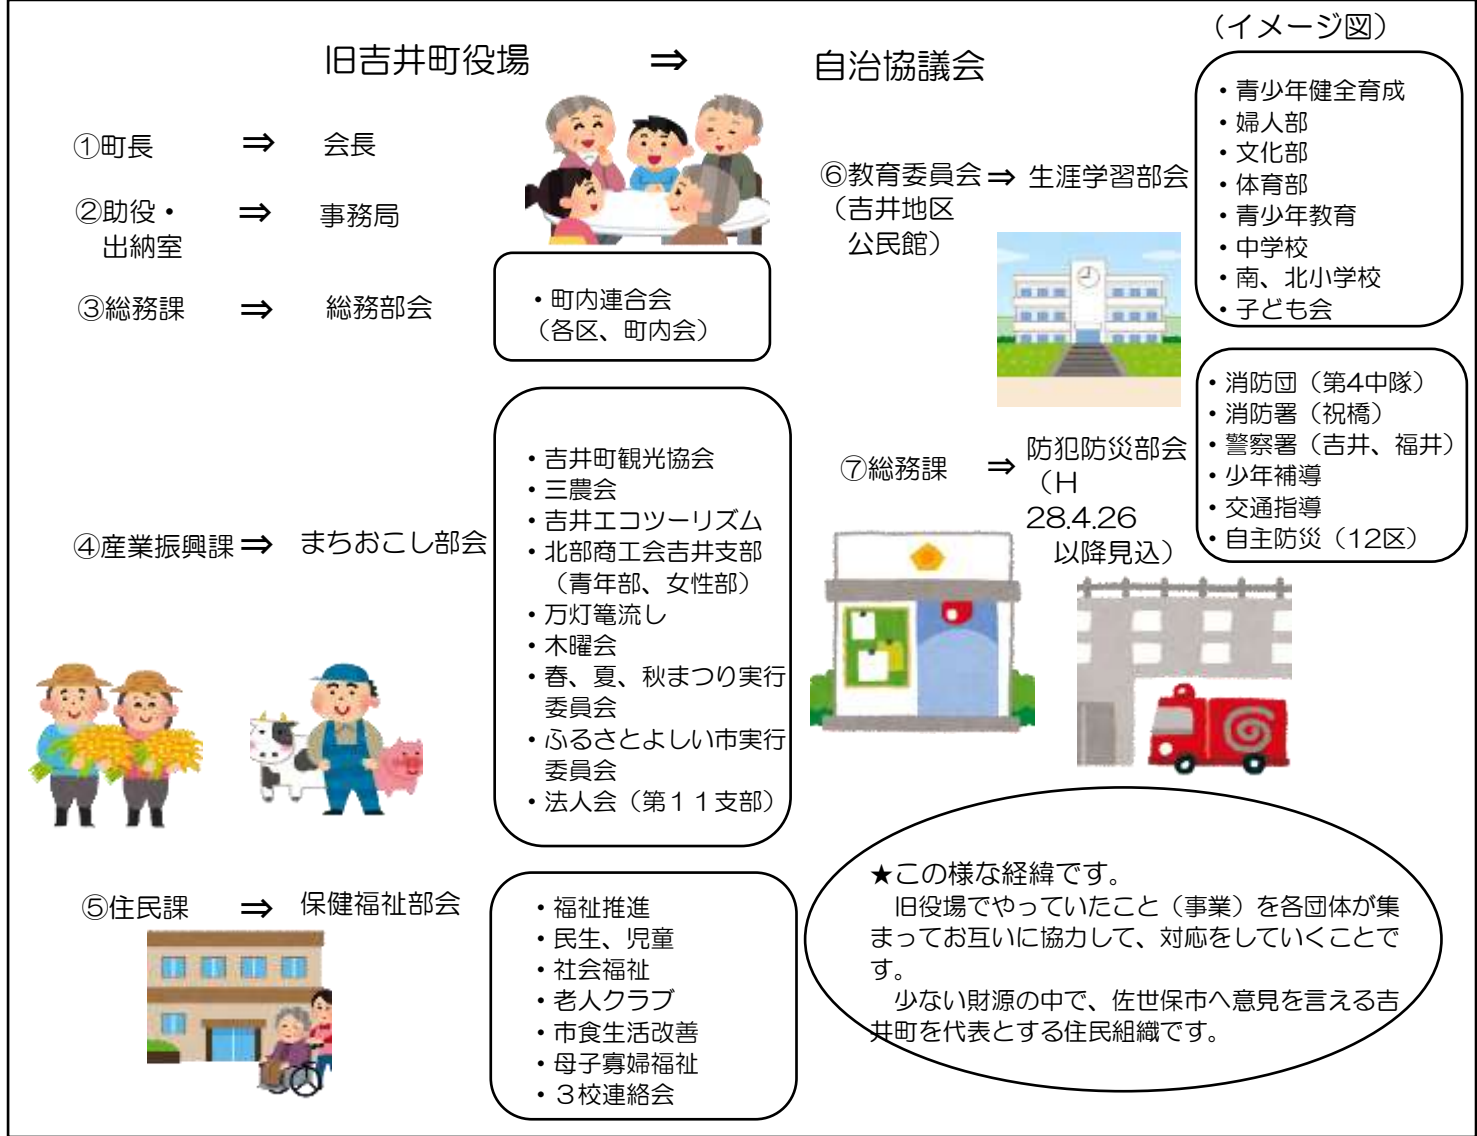 （イメージ図）
旧吉井町役場 ⇒ 自治協議会
①町長 ⇒ 会長
②助役・ ⇒ 事務局
出納室
③総務課 ⇒ 総務部会
・町内連合会
（各区、町内会）
④産業振興課⇒ まちおこし部会
・吉井町観光協会
・三農会
・吉井エコツーリズム
・北部商工会吉井支部
（青年部、女性部）
・万灯篭流し
・木曜会
・春、夏、秋まつり実行
委員会
・ふるさとよしい市実行
委員会
・法人会（第１１支部）
⑤住民課 ⇒ 保健福祉部会
・福祉推進
・民生、児童
・社会福祉
・老人クラブ
・市食生活改善
・母子寡婦福祉
・３校連絡会
⑥教育委員会⇒ 生涯学習部会
（吉井地区
公民館）
・青少年健全育成
・婦人部
・文化部
・体育部
・青少年教育
・中学校
・南、北小学校
・子ども会
⑦総務課 ⇒ 防犯防災部会
（H
28.4.26
以降見込）
・消防団（第4中隊）
・消防署（祝橋）
・警察署（吉井、福井）
・少年補導
・交通指導
・自主防災（12区）
★この様な経緯です。
旧役場でやっていたこと（事業）を各団体が集
まってお互いに協力して、対応をしていくことで
す。
少ない財源の中で、佐世保市へ意見を言える吉
井町を代表とする住民組織です。